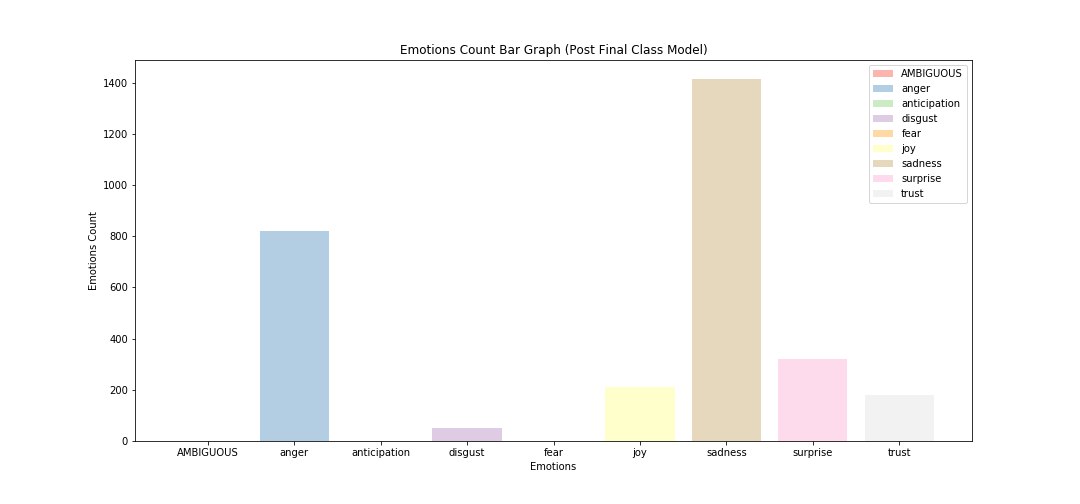 Emotions Count Bar Graph (Post Final Class Model)
1400
1200
1000
800
600
400
200
0
Emotions Count
AMBIGUOUS
anger
anticipation
disgust
fear
joy
sadness
surprise
trust
AMBIGUOUS anger anticipation disgust fear joy sadness surprise trust
Emotions